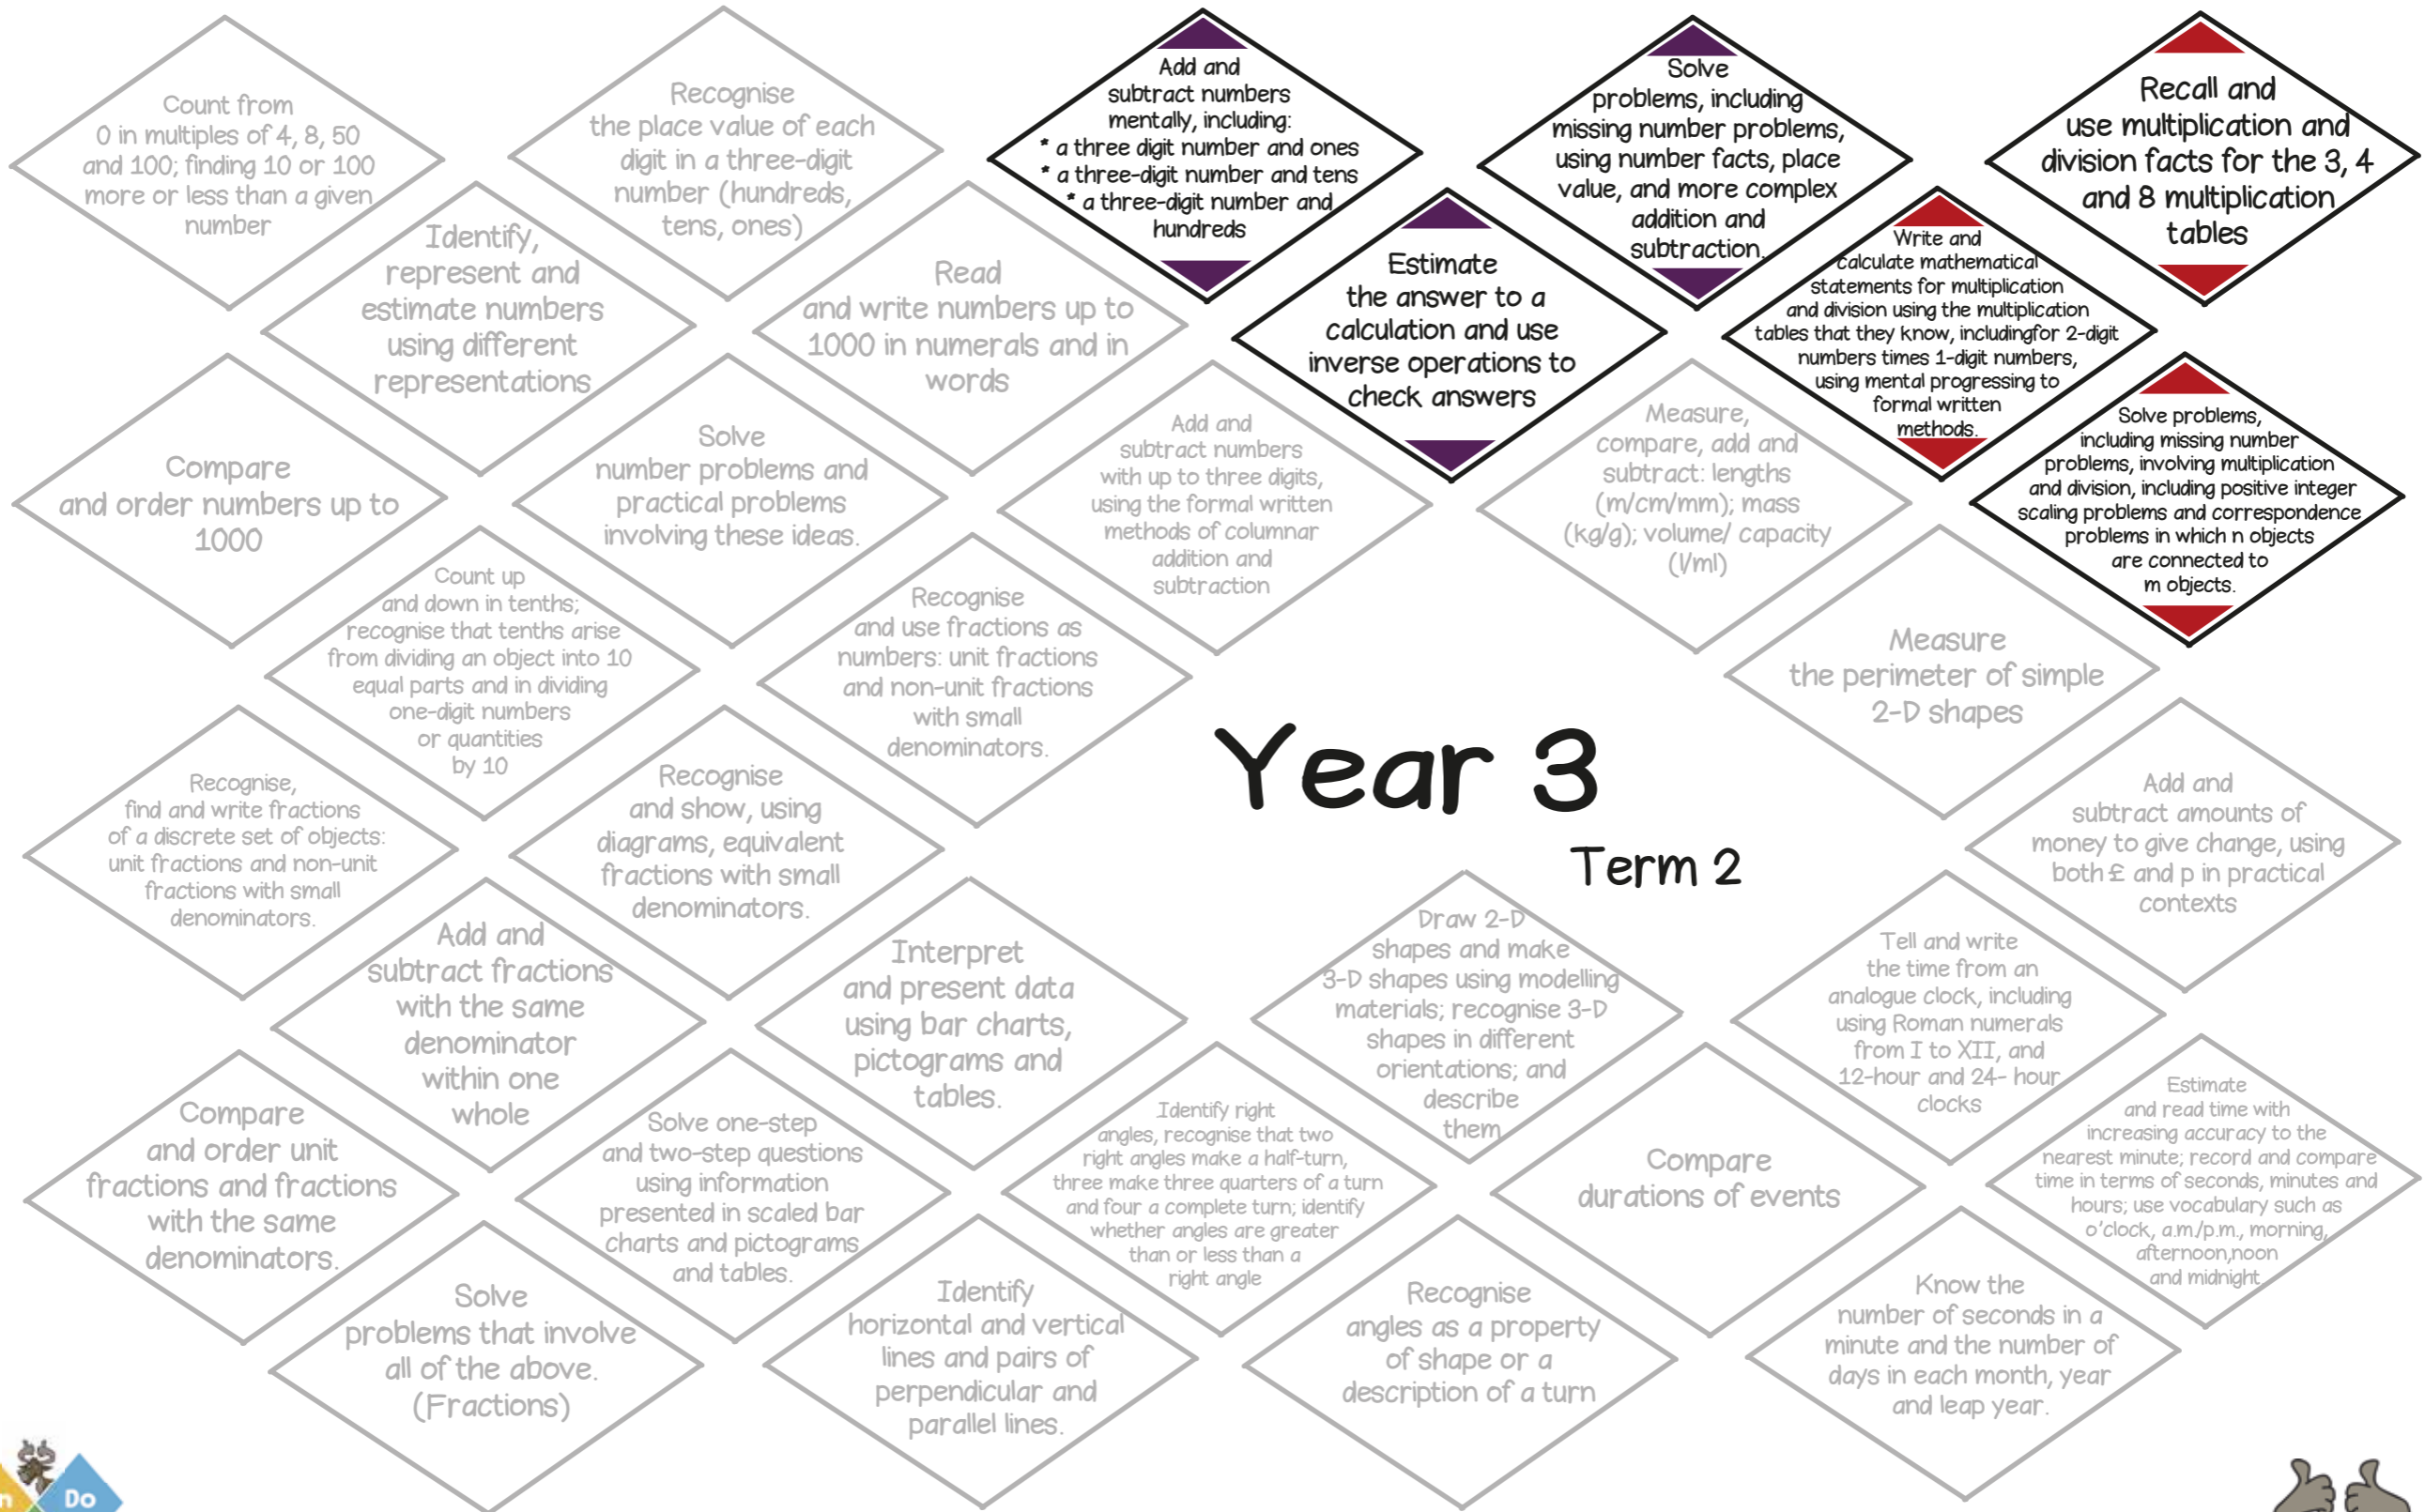 Count from
0 in multiples of 4, 8, 50
and 100; finding 10 or 100
more or less than a given
number
Recognise
the place value of each
digit in a three-digit
number (hundreds,
tens, ones)
Add and
subtract numbers
mentally, including:
* a three digit number and ones
* a three-digit number and tens
* a three-digit number and
hundreds
Solve
problems, including
missing number problems,
using number facts, place
value, and more complex
addition and
subtraction.
Recall and
use multiplication and
division facts for the 3, 4
and 8 multiplication
tables
Identify,
represent and
estimate numbers
using different
representations
Read
and write numbers up to
1000 in numerals and in
words
Estimate
the answer to a
calculation and use
inverse operations to
check answers
Write and
calculate mathematical
statements for multiplication
and division using the multiplication
tables that they know, includingfor 2-digit
numbers times 1-digit numbers,
using mental progressing to
formal written
methods.
Compare
and order numbers up to
1000
Solve
number problems and
practical problems
involving these ideas.
Add and
subtract numbers
with up to three digits,
using the formal written
methods of columnar
addition and
subtraction
Measure,
compare, add and
subtract: lengths
(m/cm/mm); mass
(kg/g); volume/ capacity
(l/ml)
Solve problems,
including missing number
problems, involving multiplication
and division, including positive integer
scaling problems and correspondence
problems in which n objects
are connected to
m objects.
Count up
and down in tenths;
recognise that tenths arise
from dividing an object into 10
equal parts and in dividing
one-digit numbers
or quantities
by 10
Recognise
and use fractions as
numbers: unit fractions
and non-unit fractions
with small
denominators.
Measure
the perimeter of simple
2-D shapes
Year 3
Term 2
Recognise,
find and write fractions
of a discrete set of objects:
unit fractions and non-unit
fractions with small
denominators.
Recognise
and show, using
diagrams, equivalent
fractions with small
denominators.
Add and
subtract amounts of
money to give change, using
both £ and p in practical
contexts
Add and
subtract fractions
with the same
denominator
within one
whole
Interpret
and present data
using bar charts,
pictograms and
tables.
Draw 2-D
shapes and make
3-D shapes using modelling
materials; recognise 3-D
shapes in different
orientations; and
describe
them
Tell and write
the time from an
analogue clock, including
using Roman numerals
from I to XII, and
12-hour and 24- hour
clocks
Compare
and order unit
fractions and fractions
with the same
denominators.
Solve one-step
and two-step questions
using information
presented in scaled bar
charts and pictograms
and tables.
Identify right
angles, recognise that two
right angles make a half-turn,
three make three quarters of a turn
and four a complete turn; identify
whether angles are greater
than or less than a
right angle
Compare
durations of events
Estimate
and read time with
increasing accuracy to the
nearest minute; record and compare
time in terms of seconds, minutes and
hours; use vocabulary such as
o'clock, a.m./p.m., morning,
afternoon,noon
and midnight
Solve
problems that involve
all of the above.
(Fractions)
Identify
horizontal and vertical
lines and pairs of
perpendicular and
parallel lines.
Recognise
angles as a property
of shape or a
description of a turn
Know the
number of seconds in a
minute and the number of
days in each month, year
and leap year.
Do